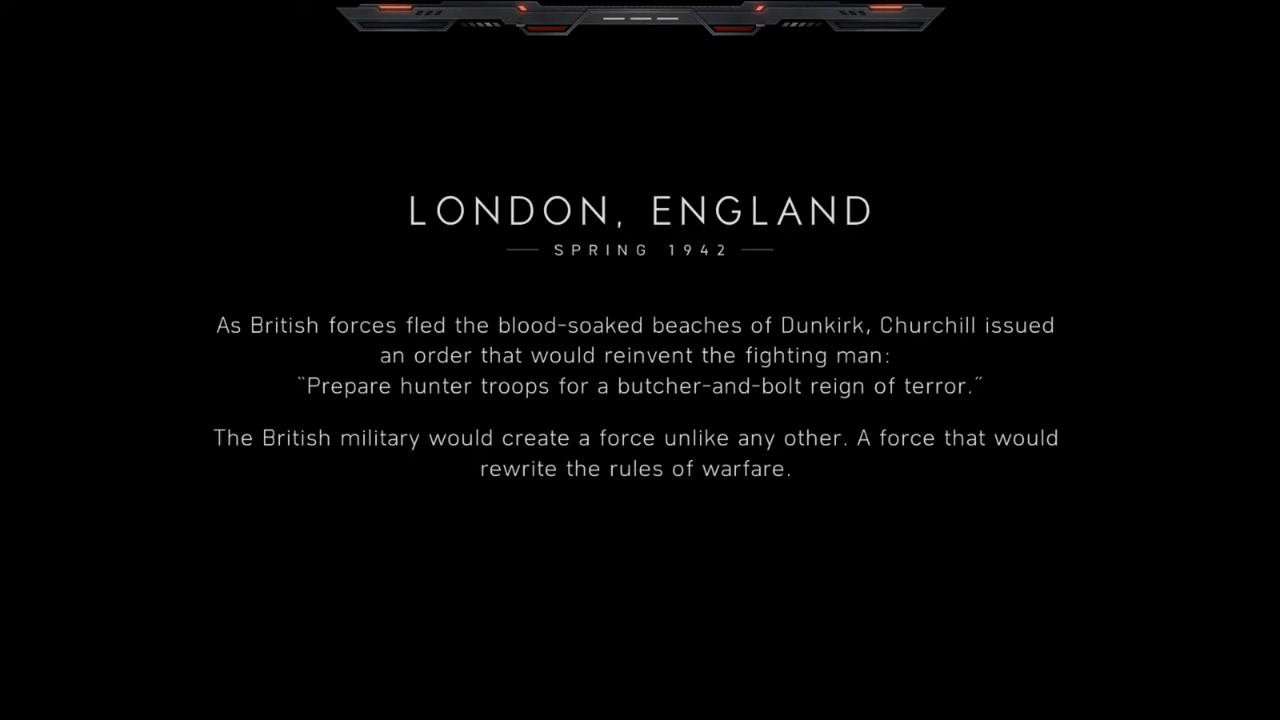 LONDON, ENGLAND
SPRING 1942
As British forces fled the blood-soaked beaches of Dunkirk, Churchill issued
an order that would reinvent the fighting man:
“Prepare hunter troops for a butcher-and-bolt reign of terror.”
The British military would create a force unlike any other. A force that would
rewrite the rules of warfare.